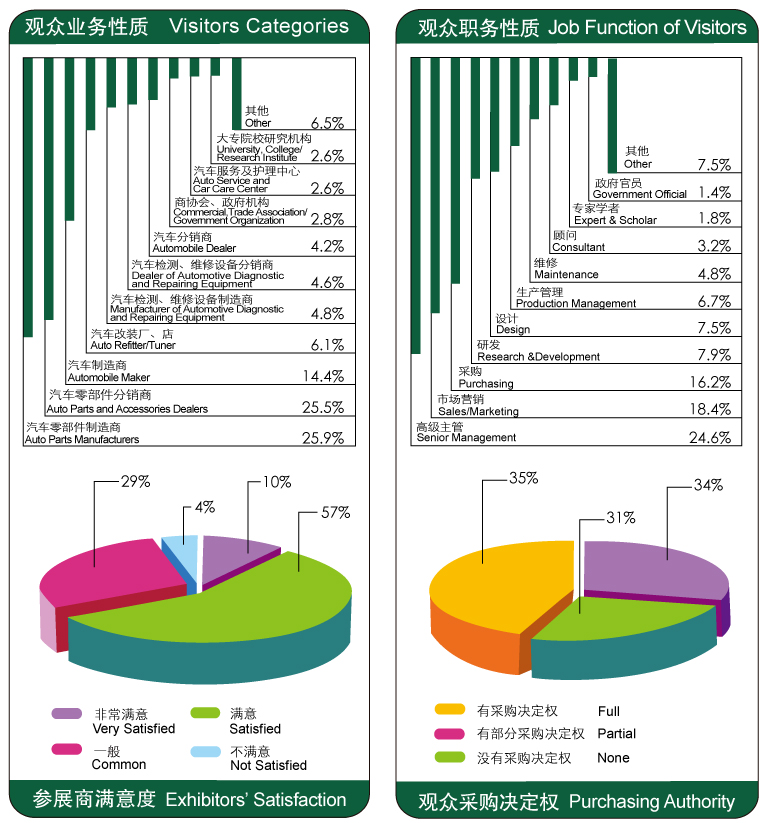 观众业务性质 Visitors Categories
其他
Other 6.5%
大专院校研究机构
University, College/
Research Institute 2.6%
汽车服务及护理中心
Auto Service and
Car Care Center 2.6%
商协会、政府机构
Commercial,Trade Association/
Government Organization 2.8%
汽车分销商
Automobile Dealer 4.2%
汽车检测、维修设备分销商
Dealer of Automotive Diagnostic
and Repairing Equipment 4.6%
汽车检测、维修设备制造商
Manufacturer of Automotive Diagnostic
and Repairing Equipment 4.8%
汽车改装厂、店
Auto Refitter/Tuner 6.1%
汽车制造商
Automobile Maker 14.4%
汽车零部件分销商
Auto Parts and Accessories Dealers 25.5%
汽车零部件制造商
Auto Parts Manufacturers 25.9%
29%
10%
4%
57%
非常满意
Very Satisfied
满意
Satisfied
一般
Common
不满意
Not Satisfied
参展商满意度 Exhibitors' Satisfaction
观众职务性质 Job Function of Visitors
其他
Other 7.5%
政府官员
Government Official 1.4%
专家学者
Expert & Scholar 1.8%
顾问
Consultant 3.2%
维修
Maintenance 4.8%
生产管理
Production Management 6.7%
设计
Design 7.5%
研发
Research &Development 7.9%
采购
Purchasing 16.2%
市场营销
Sales/Marketing 18.4%
高级主管
Senior Management 24.6%
35%
34%
31%
有采购决定权 Full
有部分采购决定权 Partial
没有采购决定权 None
观众采购决定权 Purchasing Authority